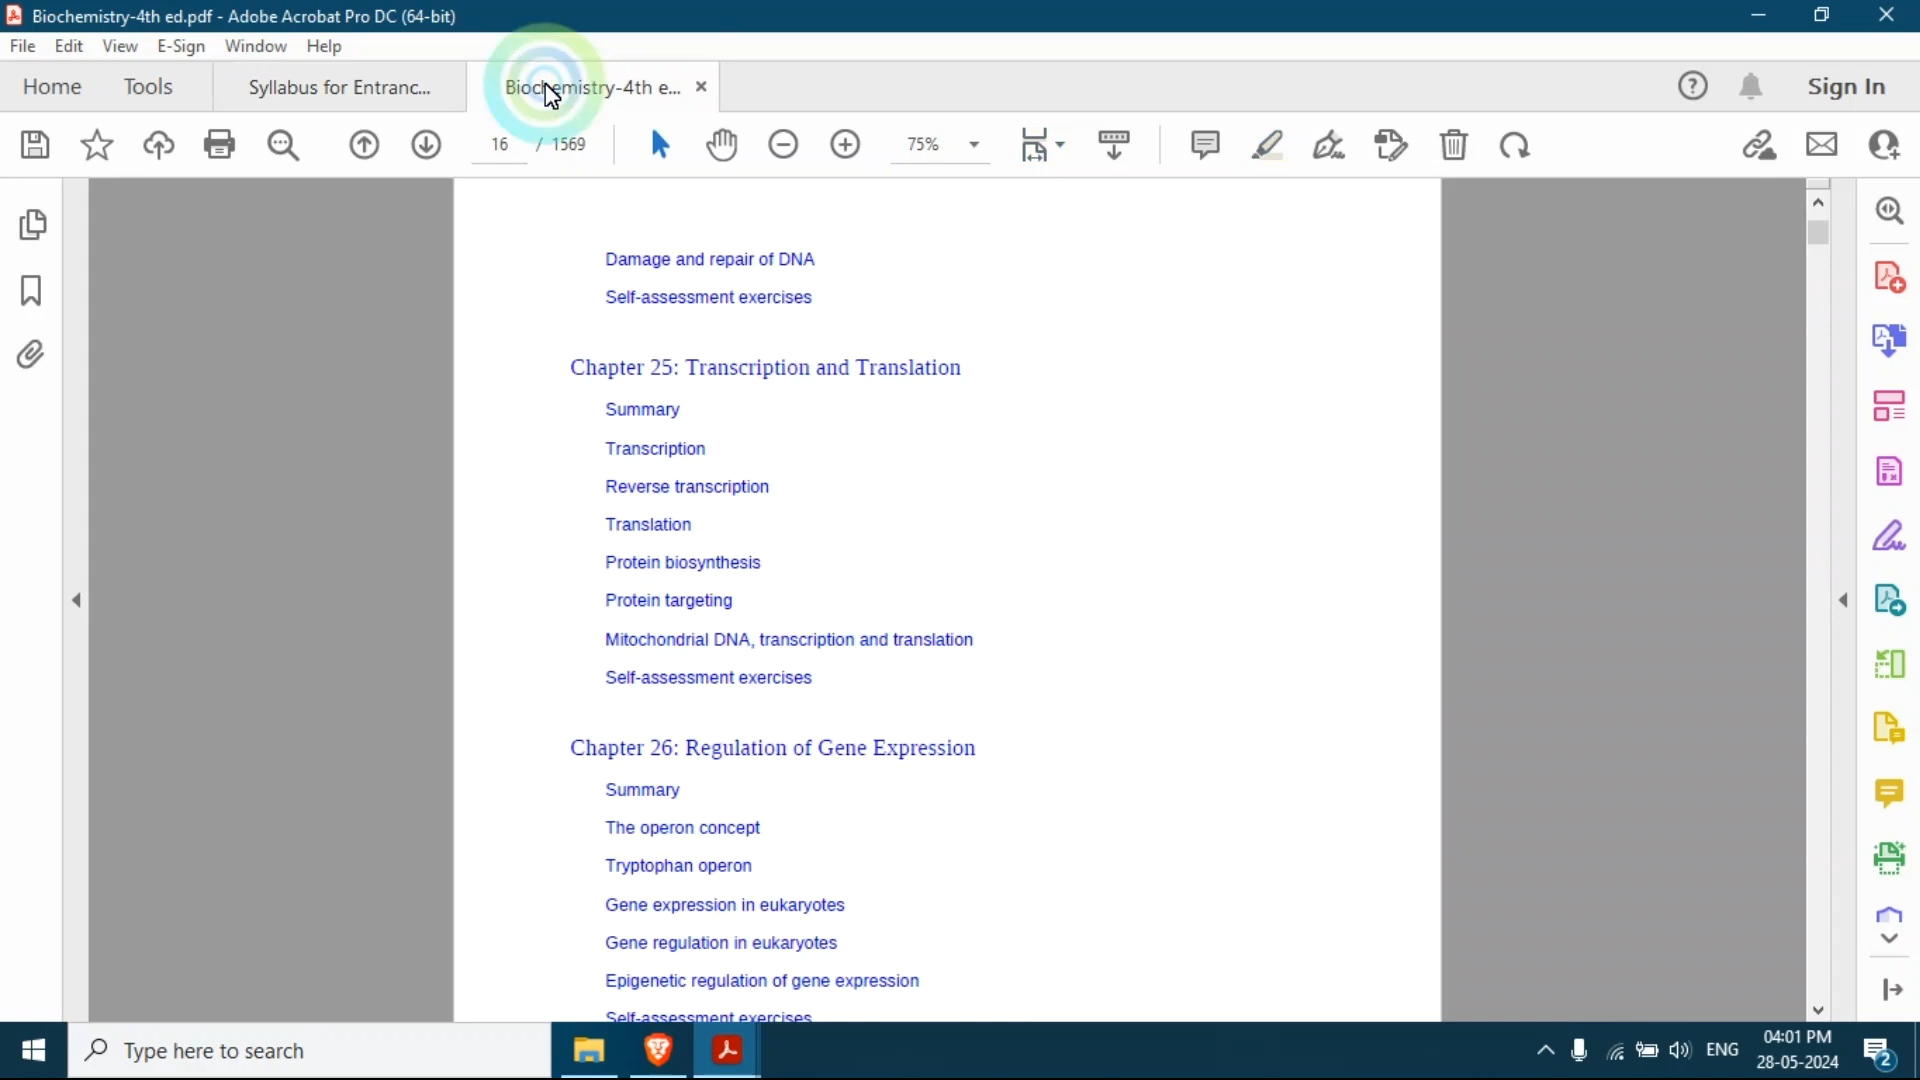 Biochemistry-4th ed.pdf - Adobe Acrobat Pro DC (64-bit)
File Edit View E-Sign Window Help
Home Tools Syllabus for Entranc... Biochemistry-4th e... Sign In
16 / 1569 75%
Damage and repair of DNA
Self-assessment exercises
Chapter 25: Transcription and Translation
Summary
Transcription
Reverse transcription
Translation
Protein biosynthesis
Protein targeting
Mitochondrial DNA, transcription and translation
Self-assessment exercises
Chapter 26: Regulation of Gene Expression
Summary
The operon concept
Tryptophan operon
Gene expression in eukaryotes
Gene regulation in eukaryotes
Epigenetic regulation of gene expression
Self-assessment exercises
Type here to search
ENG
04:01 PM
28-05-2024
2